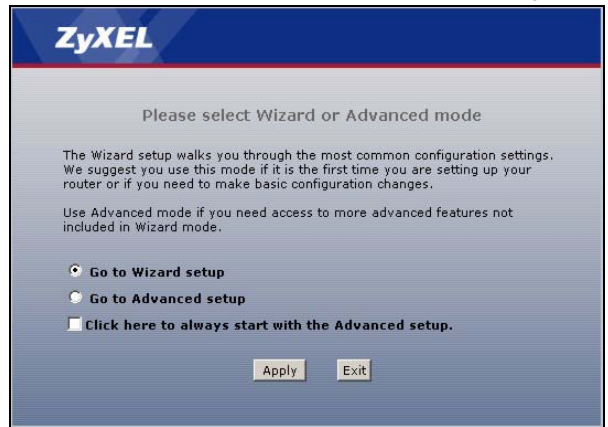 ZyXEL
Please select Wizard or Advanced mode
The Wizard setup walks you through the most common configuration settings.
We suggest you use this mode if it is the first time you are setting up your
router or if you need to make basic configuration changes.
Use Advanced mode if you need access to more advanced features not
included in Wizard mode.
Go to Wizard setup
Go to Advanced setup
Click here to always start with the Advanced setup.
Apply Exit